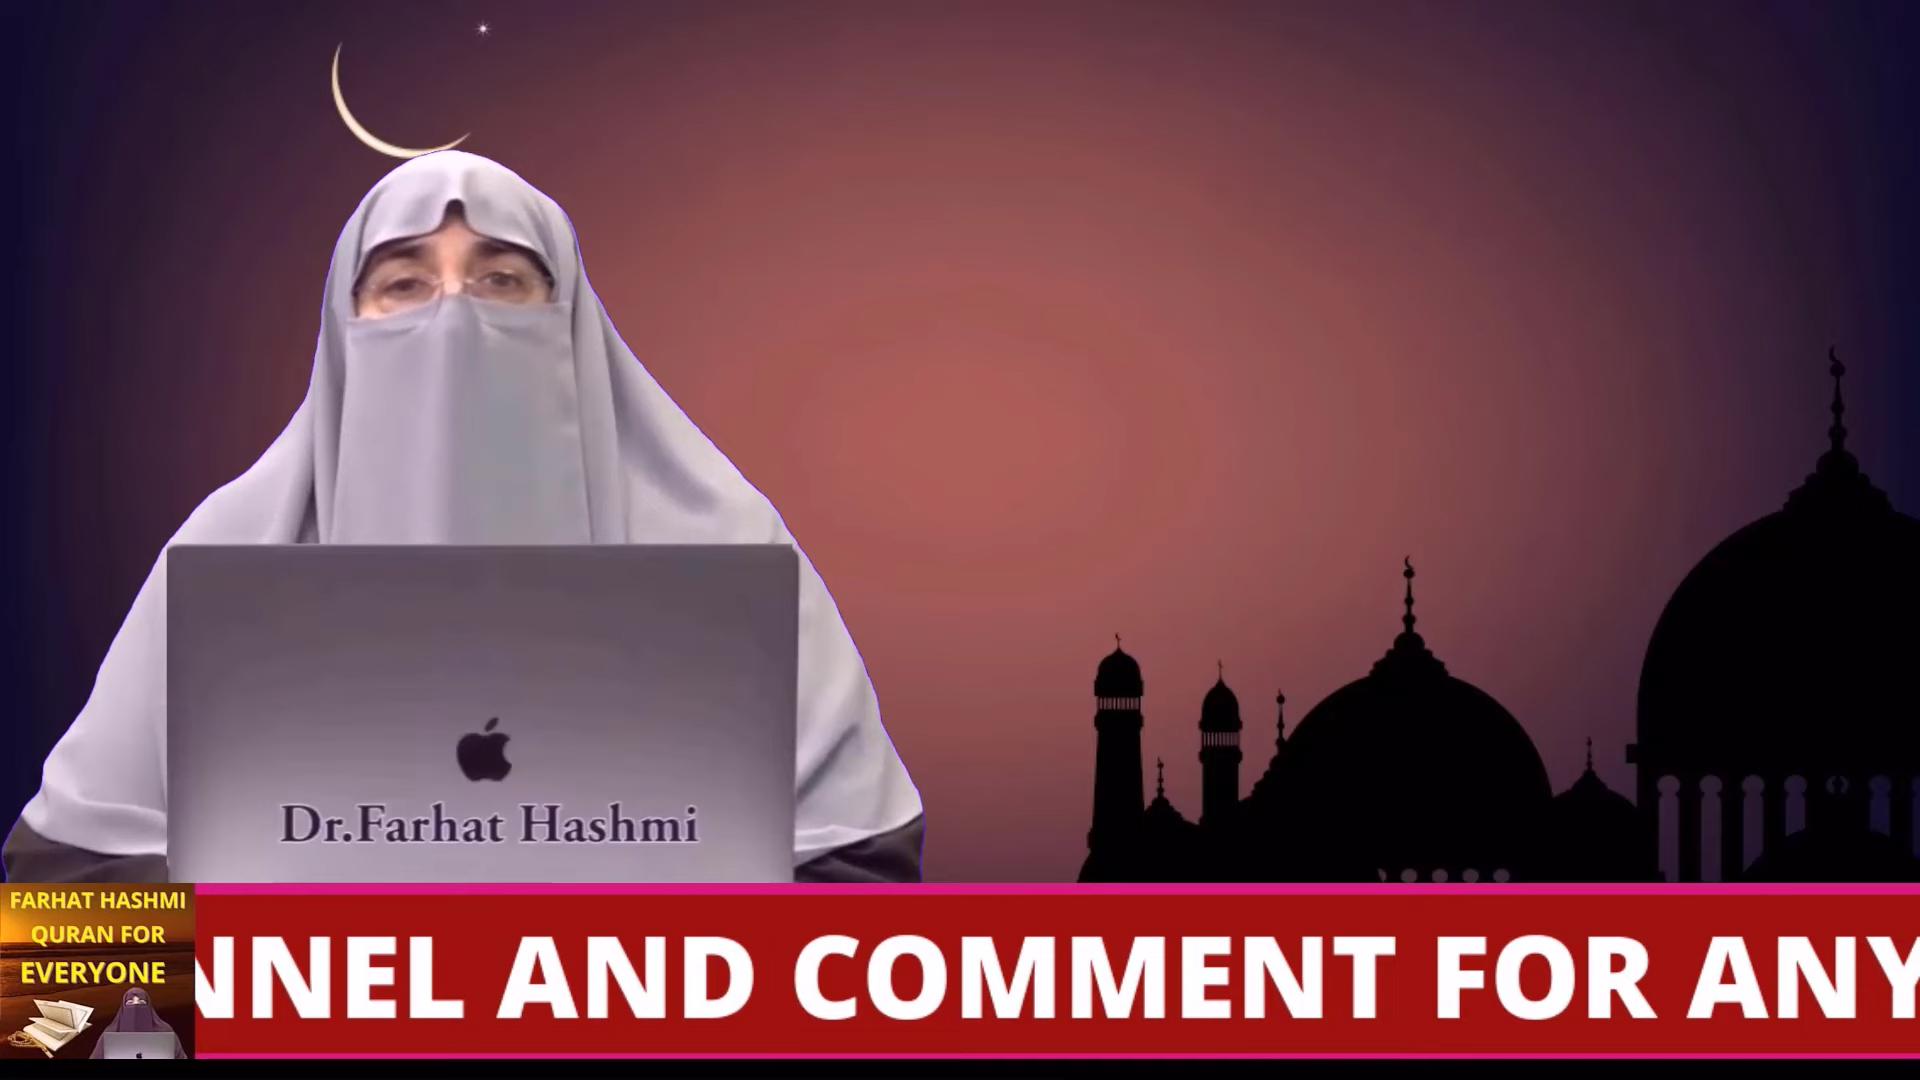 Dr.Farhat Hashmi
FARHAT HASHMI
QURAN FOR
EVERYONE
NNEL AND COMMENT FOR ANY